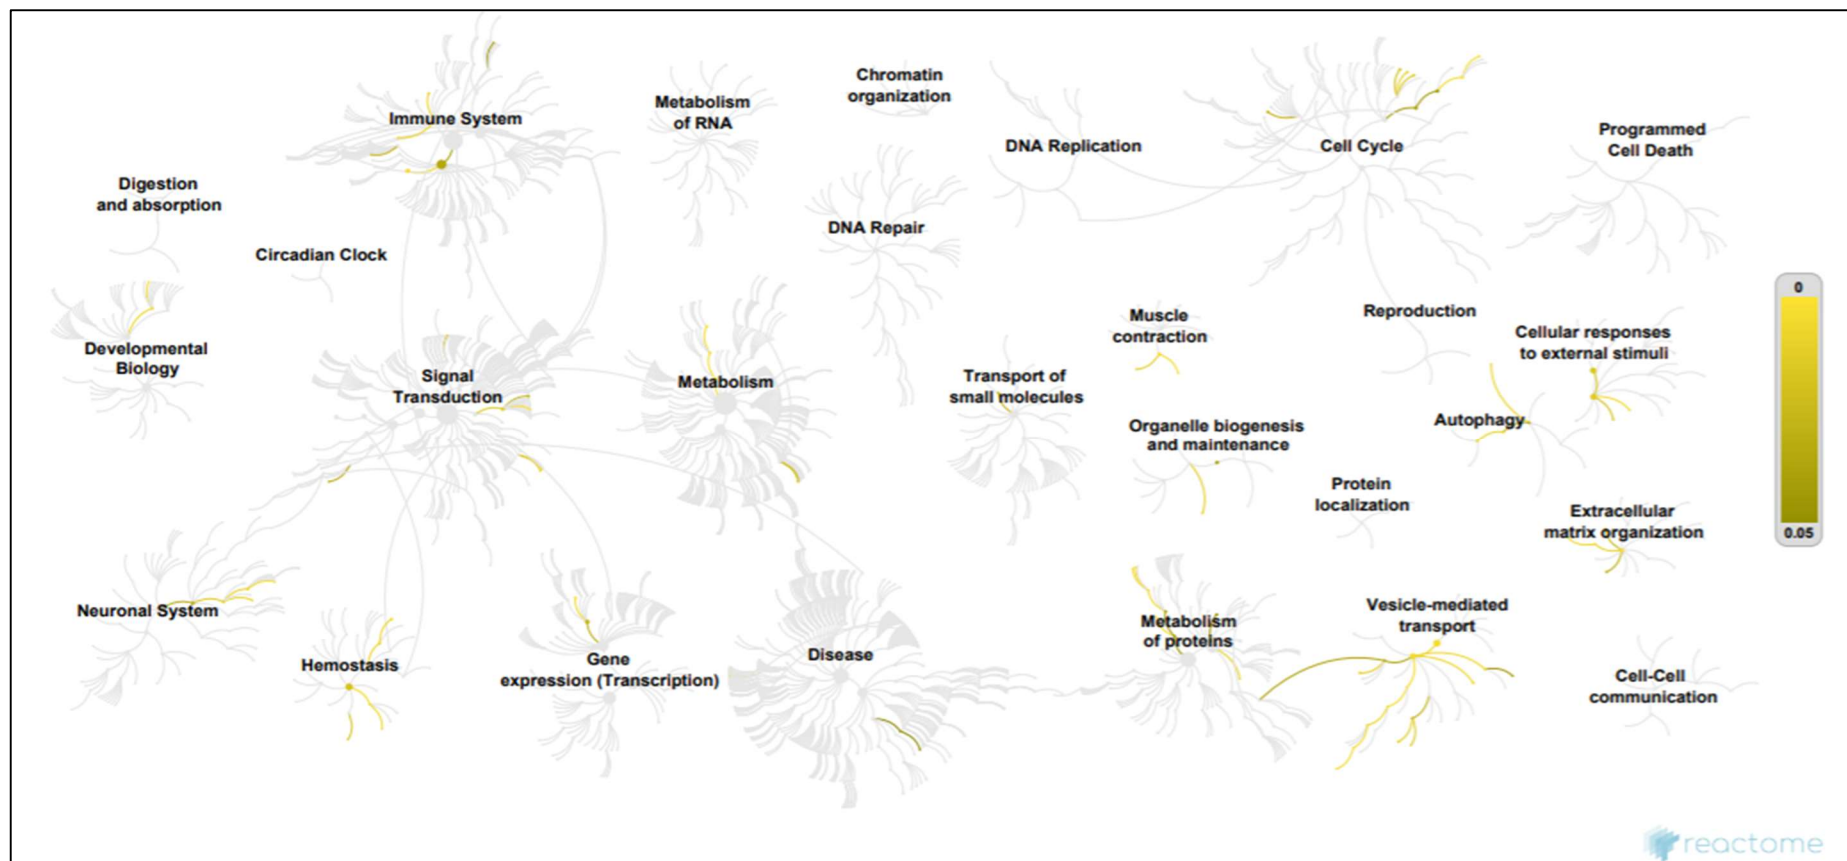 Immune System
Metabolism
of RNA
Chromatin
organization
DNA Replication
Cell Cycle
Programmed
Cell Death
Digestion
and absorption
Circadian Clock
DNA Repair
Developmental
Biology
Signal
Transduction
Metabolism
Transport of
small molecules
Muscle
contraction
Reproduction
Cellular responses
to external stimuli
Organelle biogenesis
and maintenance
Autophagy
Protein
localization
Extracellular
matrix organization
0
0.05
Neuronal System
Hemostasis
Gene
expression (Transcription)
Disease
Metabolism
of proteins
Vesicle-mediated
transport
Cell-Cell
communication
reactome